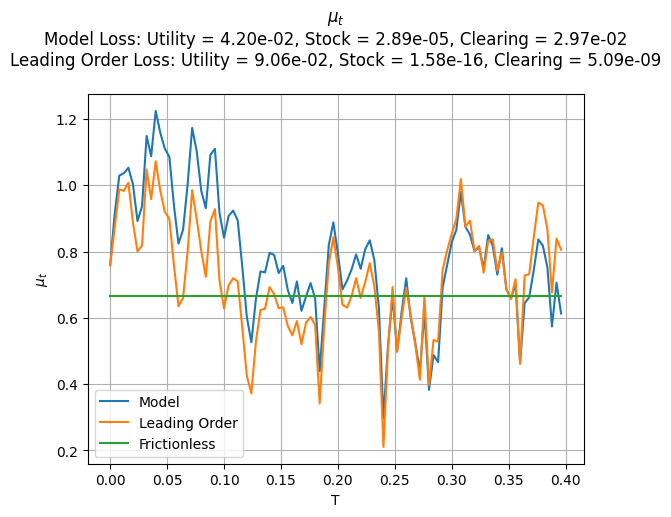 μ_t
Model Loss: Utility = 4.20e-02, Stock = 2.89e-05, Clearing = 2.97e-02
Leading Order Loss: Utility = 9.06e-02, Stock = 1.58e-16, Clearing = 5.09e-09
1.2
1.0
0.8
0.6
0.4
0.2
μ_t
Model
Leading Order
Frictionless
0.00 0.05 0.10 0.15 0.20 0.25 0.30 0.35 0.40
T